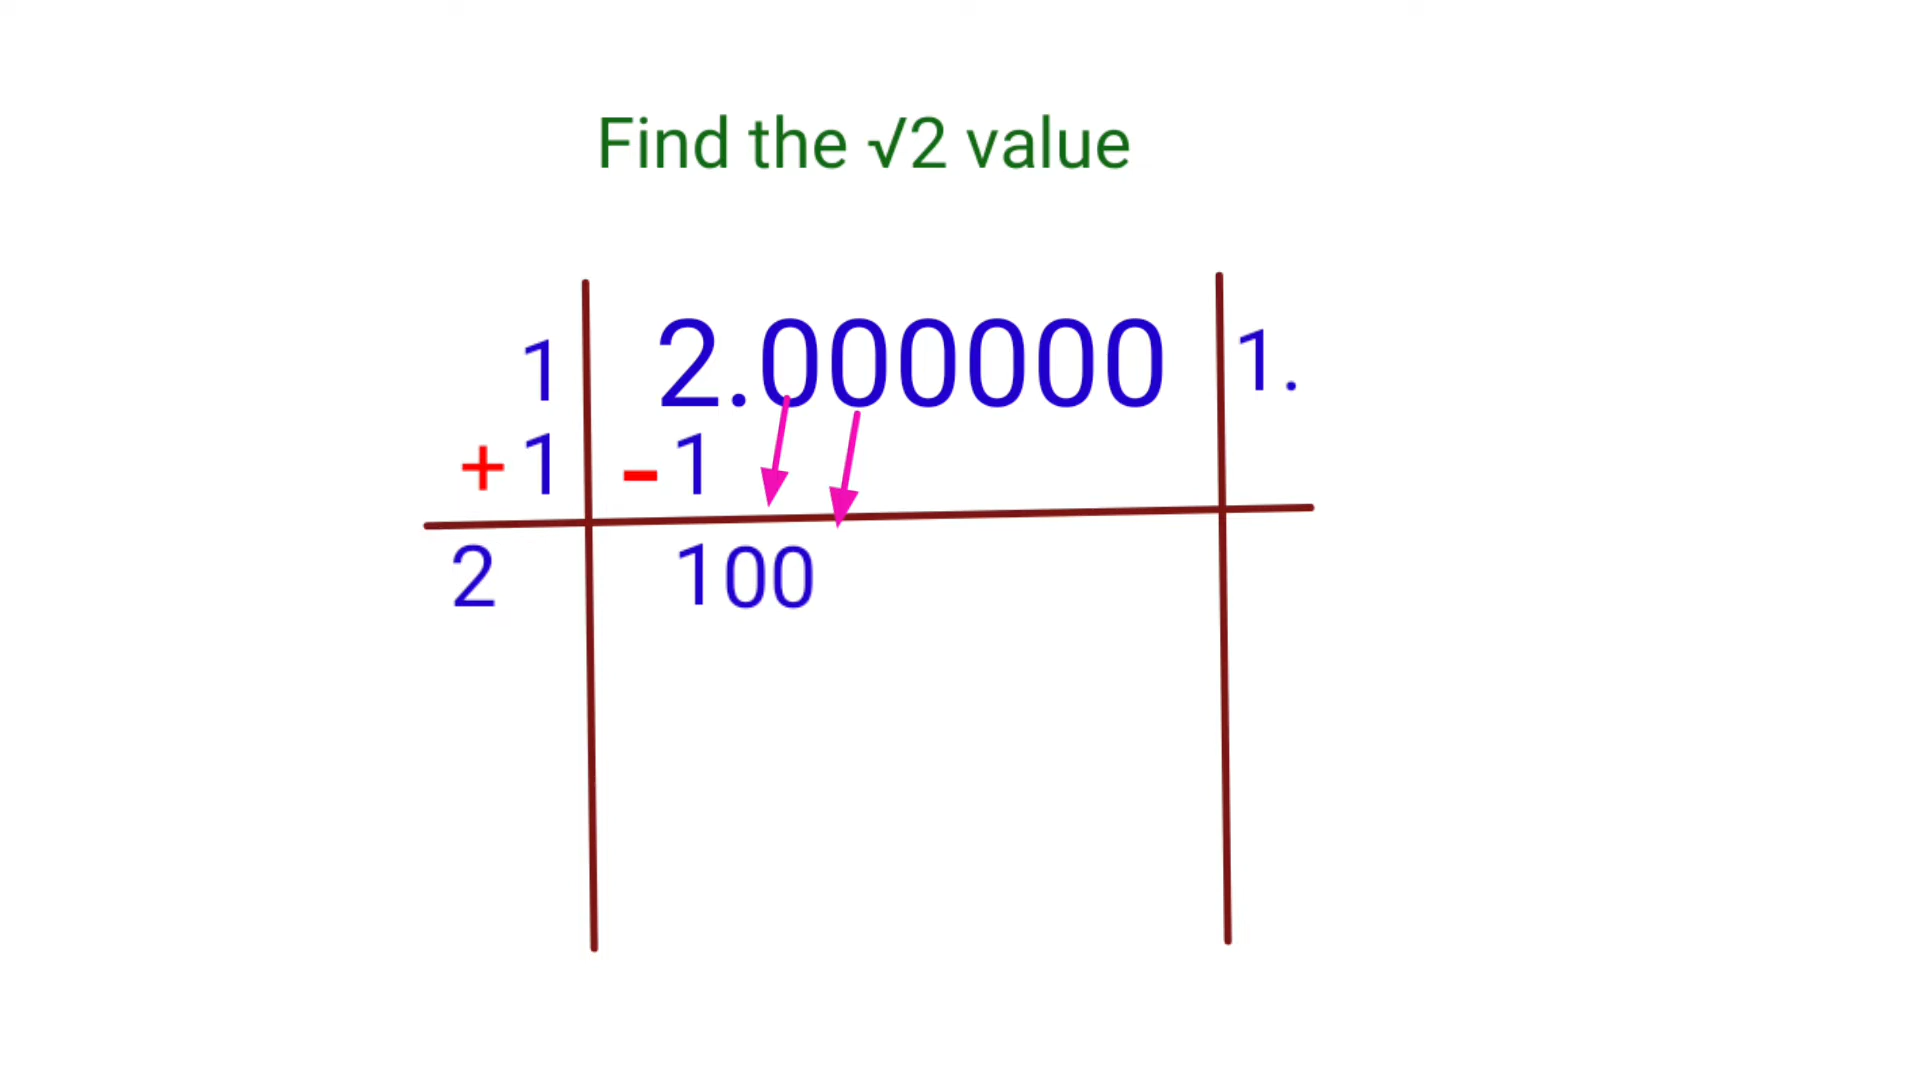 Find the √2 value
1 2.000000 1.
+ 1 - 1
2 100